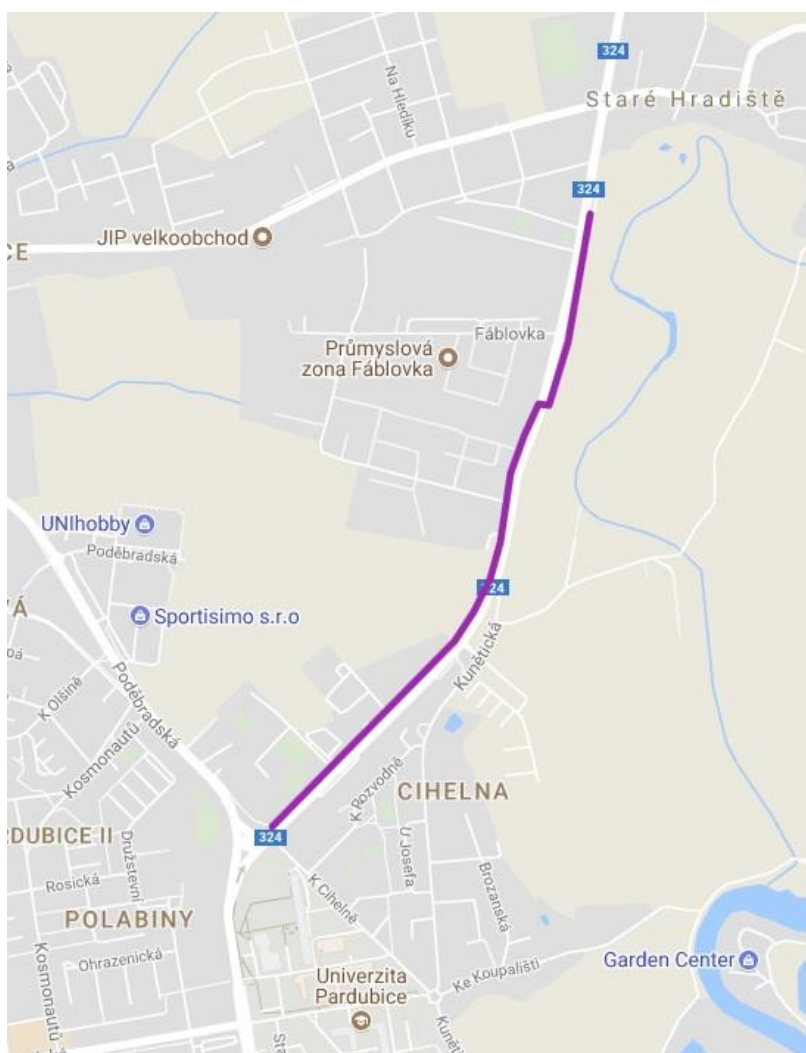 324
Na Hledíku
Staré Hradiště
324
JIP velkoobchod
CE
Fáblovka
Průmyslová
zona Fáblovka
UNIhobby
Poděbradská
324
VÁ
Sportisimo s.r.o
Kunětická
K Olšině
Poděbradská
Kosmonautů
K Rozvodně
CIHELNA
324
RDUBICE II
Družstevní
U Josefa
Rosická
K Cihelně
Brozanská
POLABINY
Ohrazenická
Kosmonautů
Garden Center
Ke Koupališti
Univerzita
Pardubice